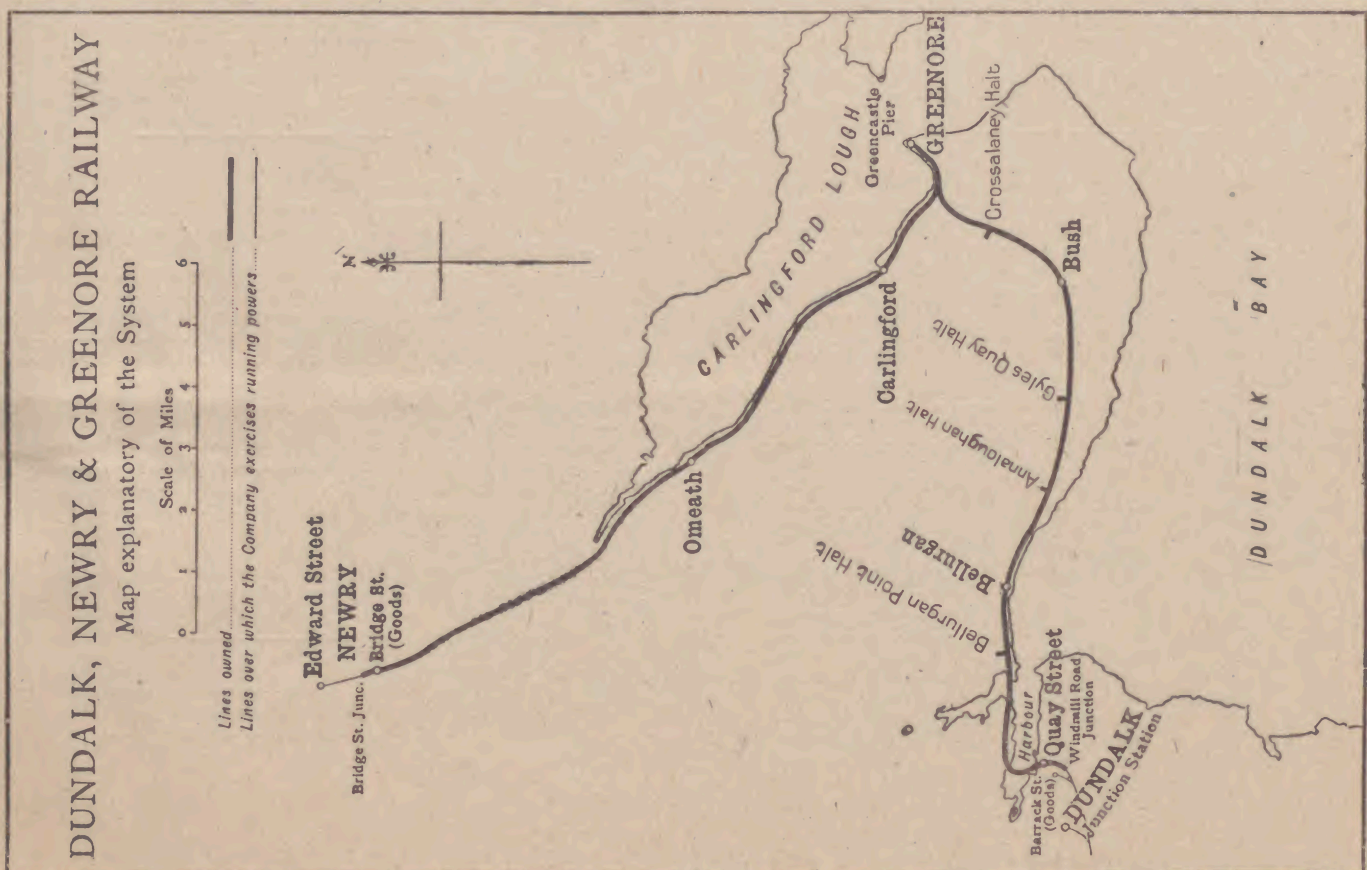 DUNDALK, NEWRY & GREENORE RAILWAY
Map explanatory of the System
Scale of Miles
0 1 2 3 4 5 6
Lines owned
Lines over which the Company exercises running powers
N
Edward Street
NEWRY
Bridge St.
(Goods)
Bridge St. Junc.
Omeath
CARLINGFORD LOUGH
Carlingford
Greencastle
Pier
GREENORE
Crossalaney Halt
Bush
Gyles Quay Halt
Annaloughan Halt
Bellurgan
Bellurgan Point Halt
Harbour
Quay Street
Windmill Road
Junction
Barrack St.
(Goods)
DUNDALK
Junction Station
DUNDALK BAY